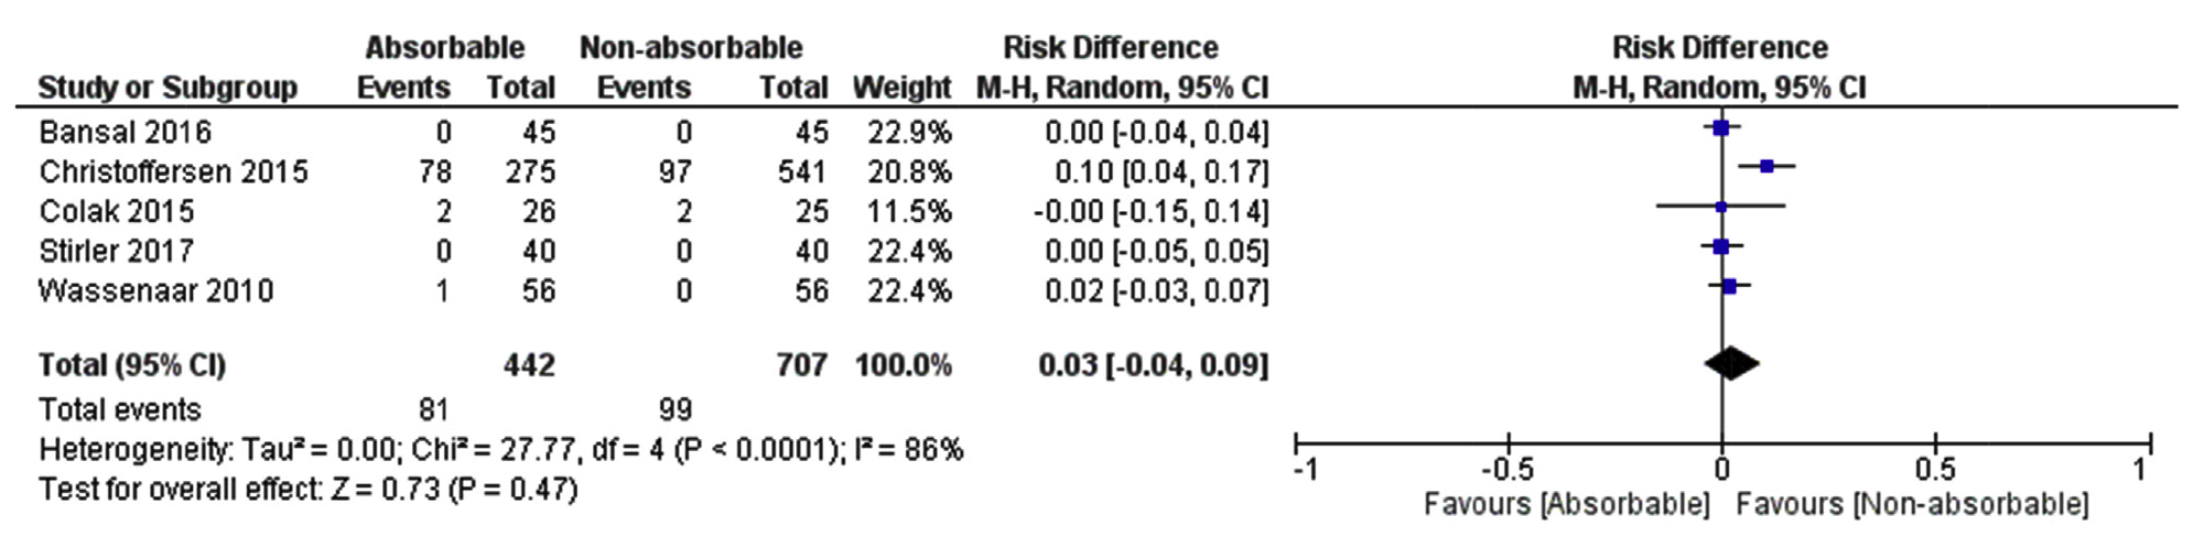 Absorbable Non-absorbable Risk Difference Risk Difference
Study or Subgroup Events Total Events Total Weight M-H, Random, 95% CI M-H, Random, 95% CI
Bansal 2016 0 45 0 45 22.9% 0.00 [-0.04, 0.04]
Christoffersen 2015 78 275 97 541 20.8% 0.10 [0.04, 0.17]
Colak 2015 2 26 2 25 11.5% -0.00 [-0.15, 0.14]
Stirler 2017 0 40 0 40 22.4% 0.00 [-0.05, 0.05]
Wassenaar 2010 1 56 0 56 22.4% 0.02 [-0.03, 0.07]
Total (95% CI) 442 707 100.0% 0.03 [-0.04, 0.09]
Total events 81 99
Heterogeneity: Tau² = 0.00; Chi² = 27.77, df = 4 (P < 0.0001); I² = 86%
Test for overall effect: Z = 0.73 (P = 0.47)
-1 -0.5 0 0.5 1
Favours [Absorbable] Favours [Non-absorbable]